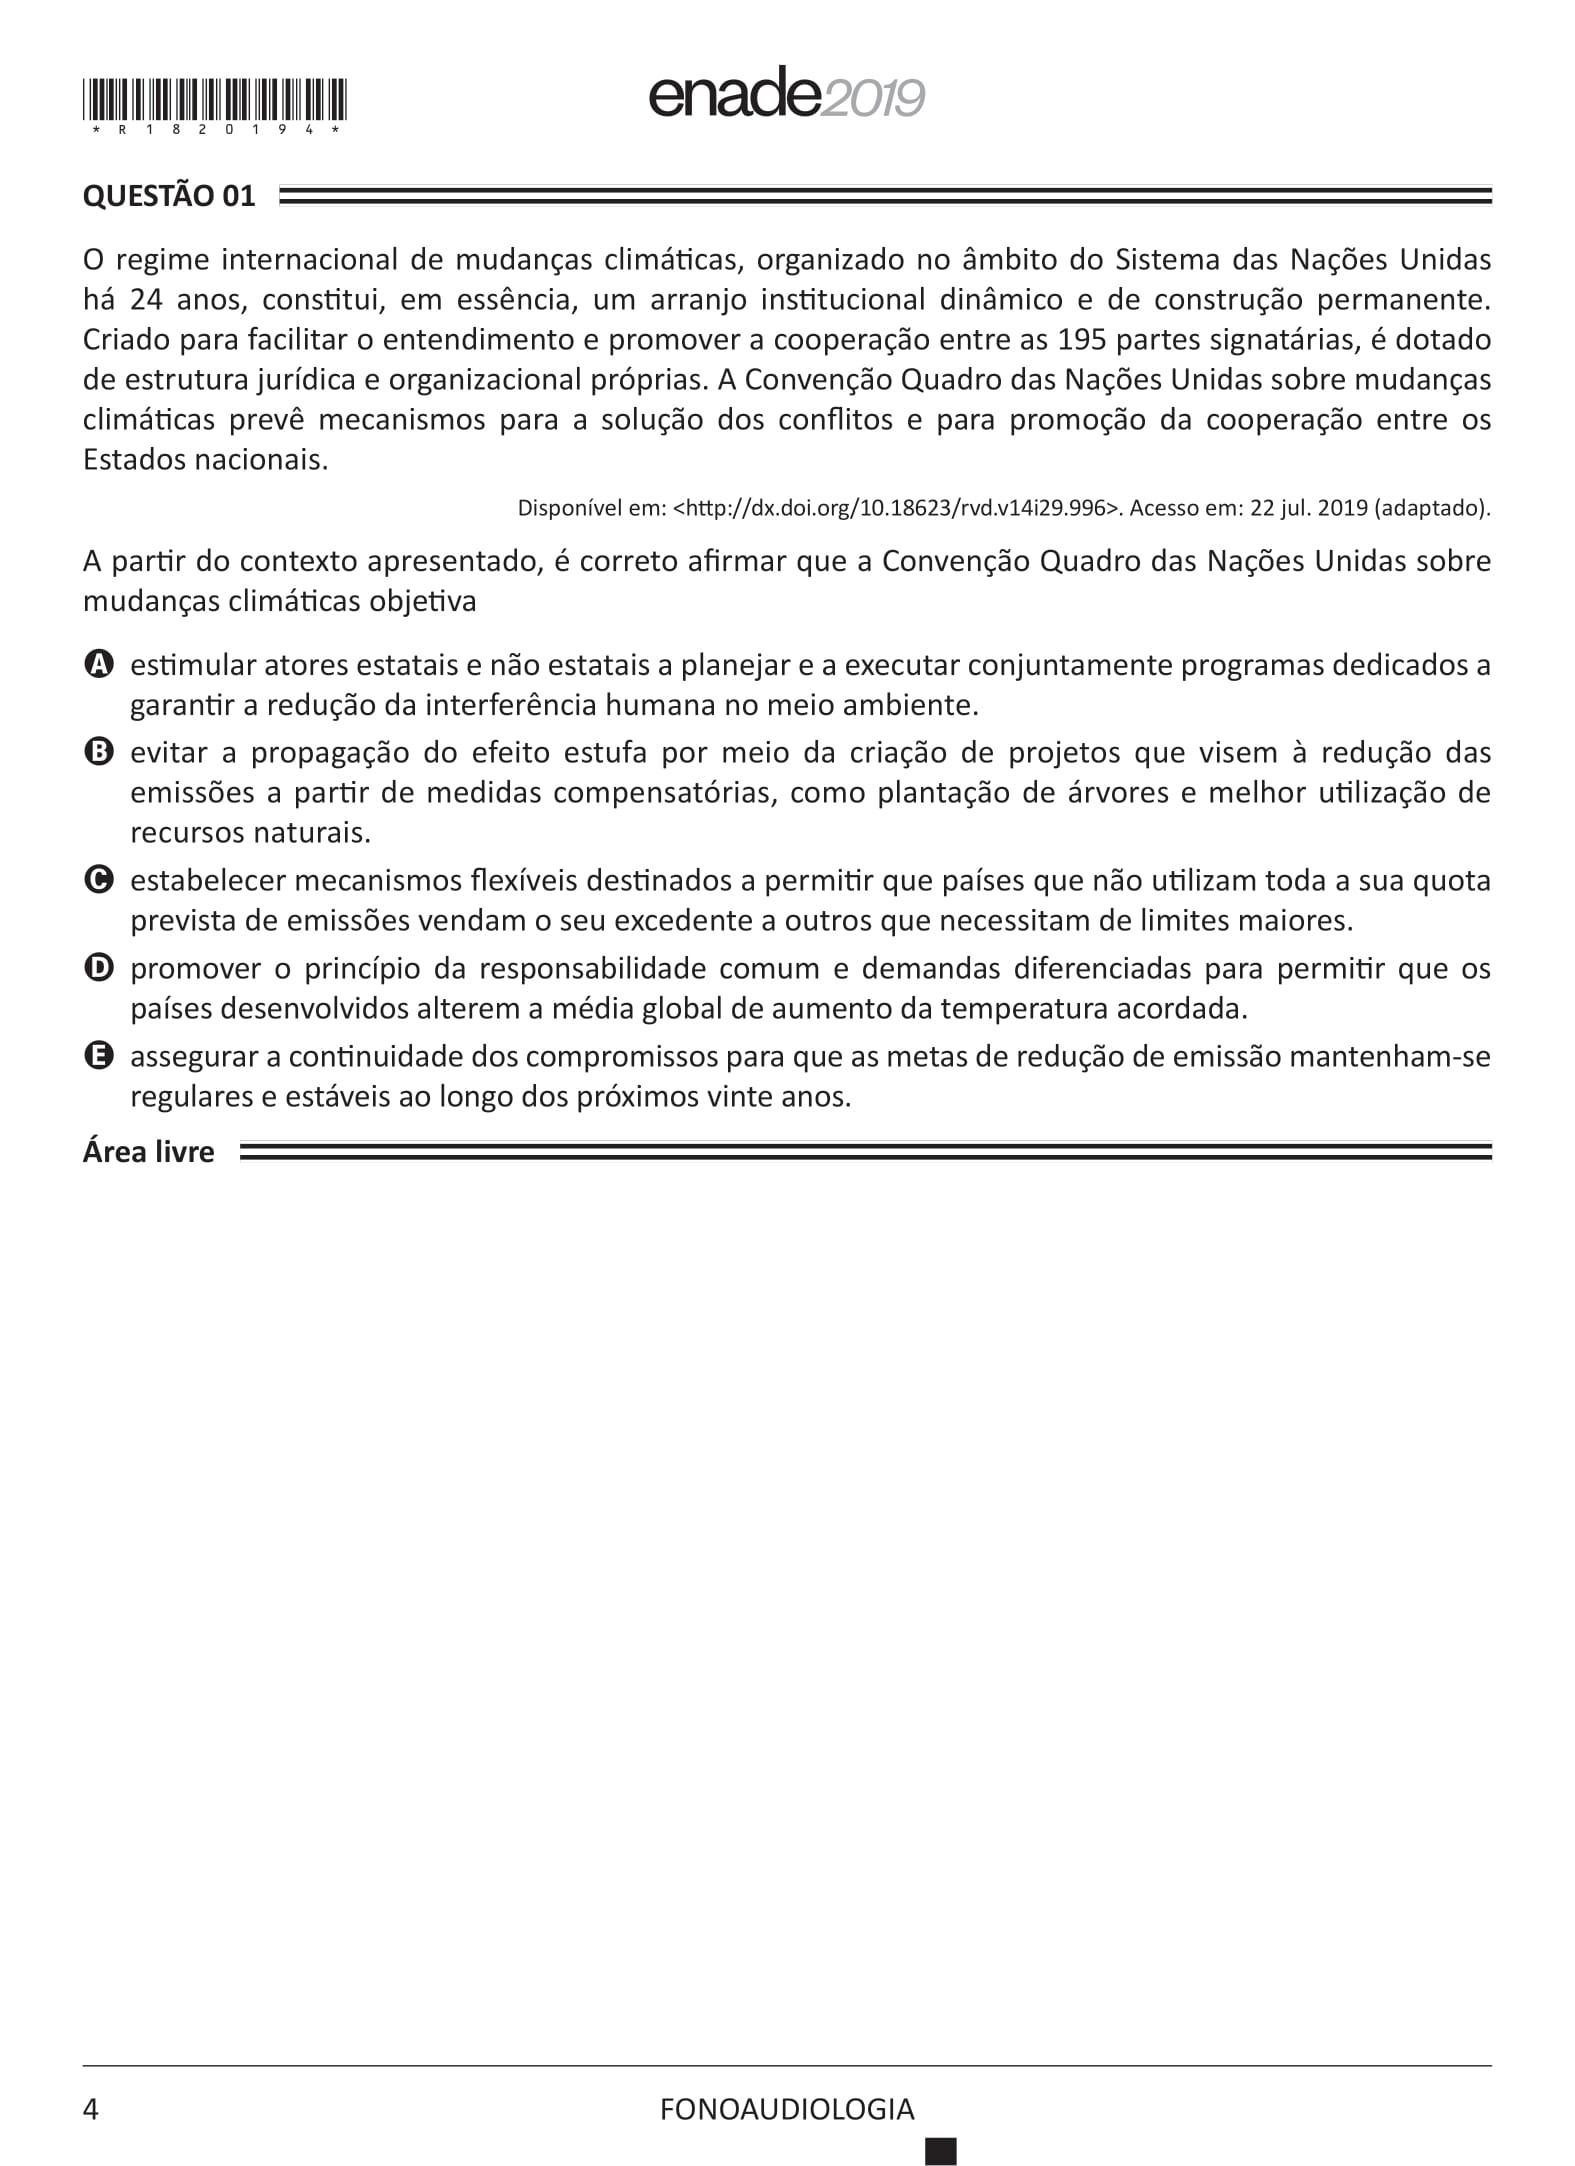 * R 1 8 2 0 1 9 4 *
enade2019
QUESTÃO 01
O regime internacional de mudanças climáticas, organizado no âmbito do Sistema das Nações Unidas
há 24 anos, constitui, em essência, um arranjo institucional dinâmico e de construção permanente.
Criado para facilitar o entendimento e promover a cooperação entre as 195 partes signatárias, é dotado
de estrutura jurídica e organizacional próprias. A Convenção Quadro das Nações Unidas sobre mudanças
climáticas prevê mecanismos para a solução dos conflitos e para promoção da cooperação entre os
Estados nacionais.
Disponível em: <http://dx.doi.org/10.18623/rvd.v14i29.996>. Acesso em: 22 jul. 2019 (adaptado).
A partir do contexto apresentado, é correto afirmar que a Convenção Quadro das Nações Unidas sobre
mudanças climáticas objetiva
A estimular atores estatais e não estatais a planejar e a executar conjuntamente programas dedicados a
garantir a redução da interferência humana no meio ambiente.
B evitar a propagação do efeito estufa por meio da criação de projetos que visem à redução das
emissões a partir de medidas compensatórias, como plantação de árvores e melhor utilização de
recursos naturais.
C estabelecer mecanismos flexíveis destinados a permitir que países que não utilizam toda a sua quota
prevista de emissões vendam o seu excedente a outros que necessitam de limites maiores.
D promover o princípio da responsabilidade comum e demandas diferenciadas para permitir que os
países desenvolvidos alterem a média global de aumento da temperatura acordada.
E assegurar a continuidade dos compromissos para que as metas de redução de emissão mantenham-se
regulares e estáveis ao longo dos próximos vinte anos.
Área livre
4
FONOAUDIOLOGIA